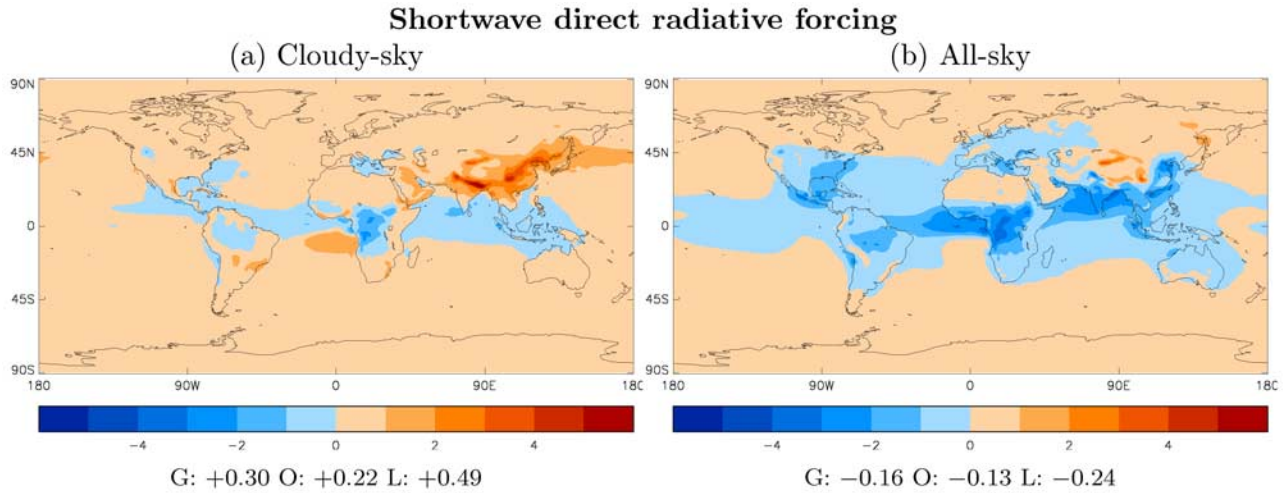 Shortwave direct radiative forcing
(a) Cloudy-sky
(b) All-sky
90N
45N
0
45S
90S
180 90W 0 90E 180
-4 -2 0 2 4
G: +0.30 O: +0.22 L: +0.49
90N
45N
0
45S
90S
180 90W 0 90E 180
-4 -2 0 2 4
G: −0.16 O: −0.13 L: −0.24